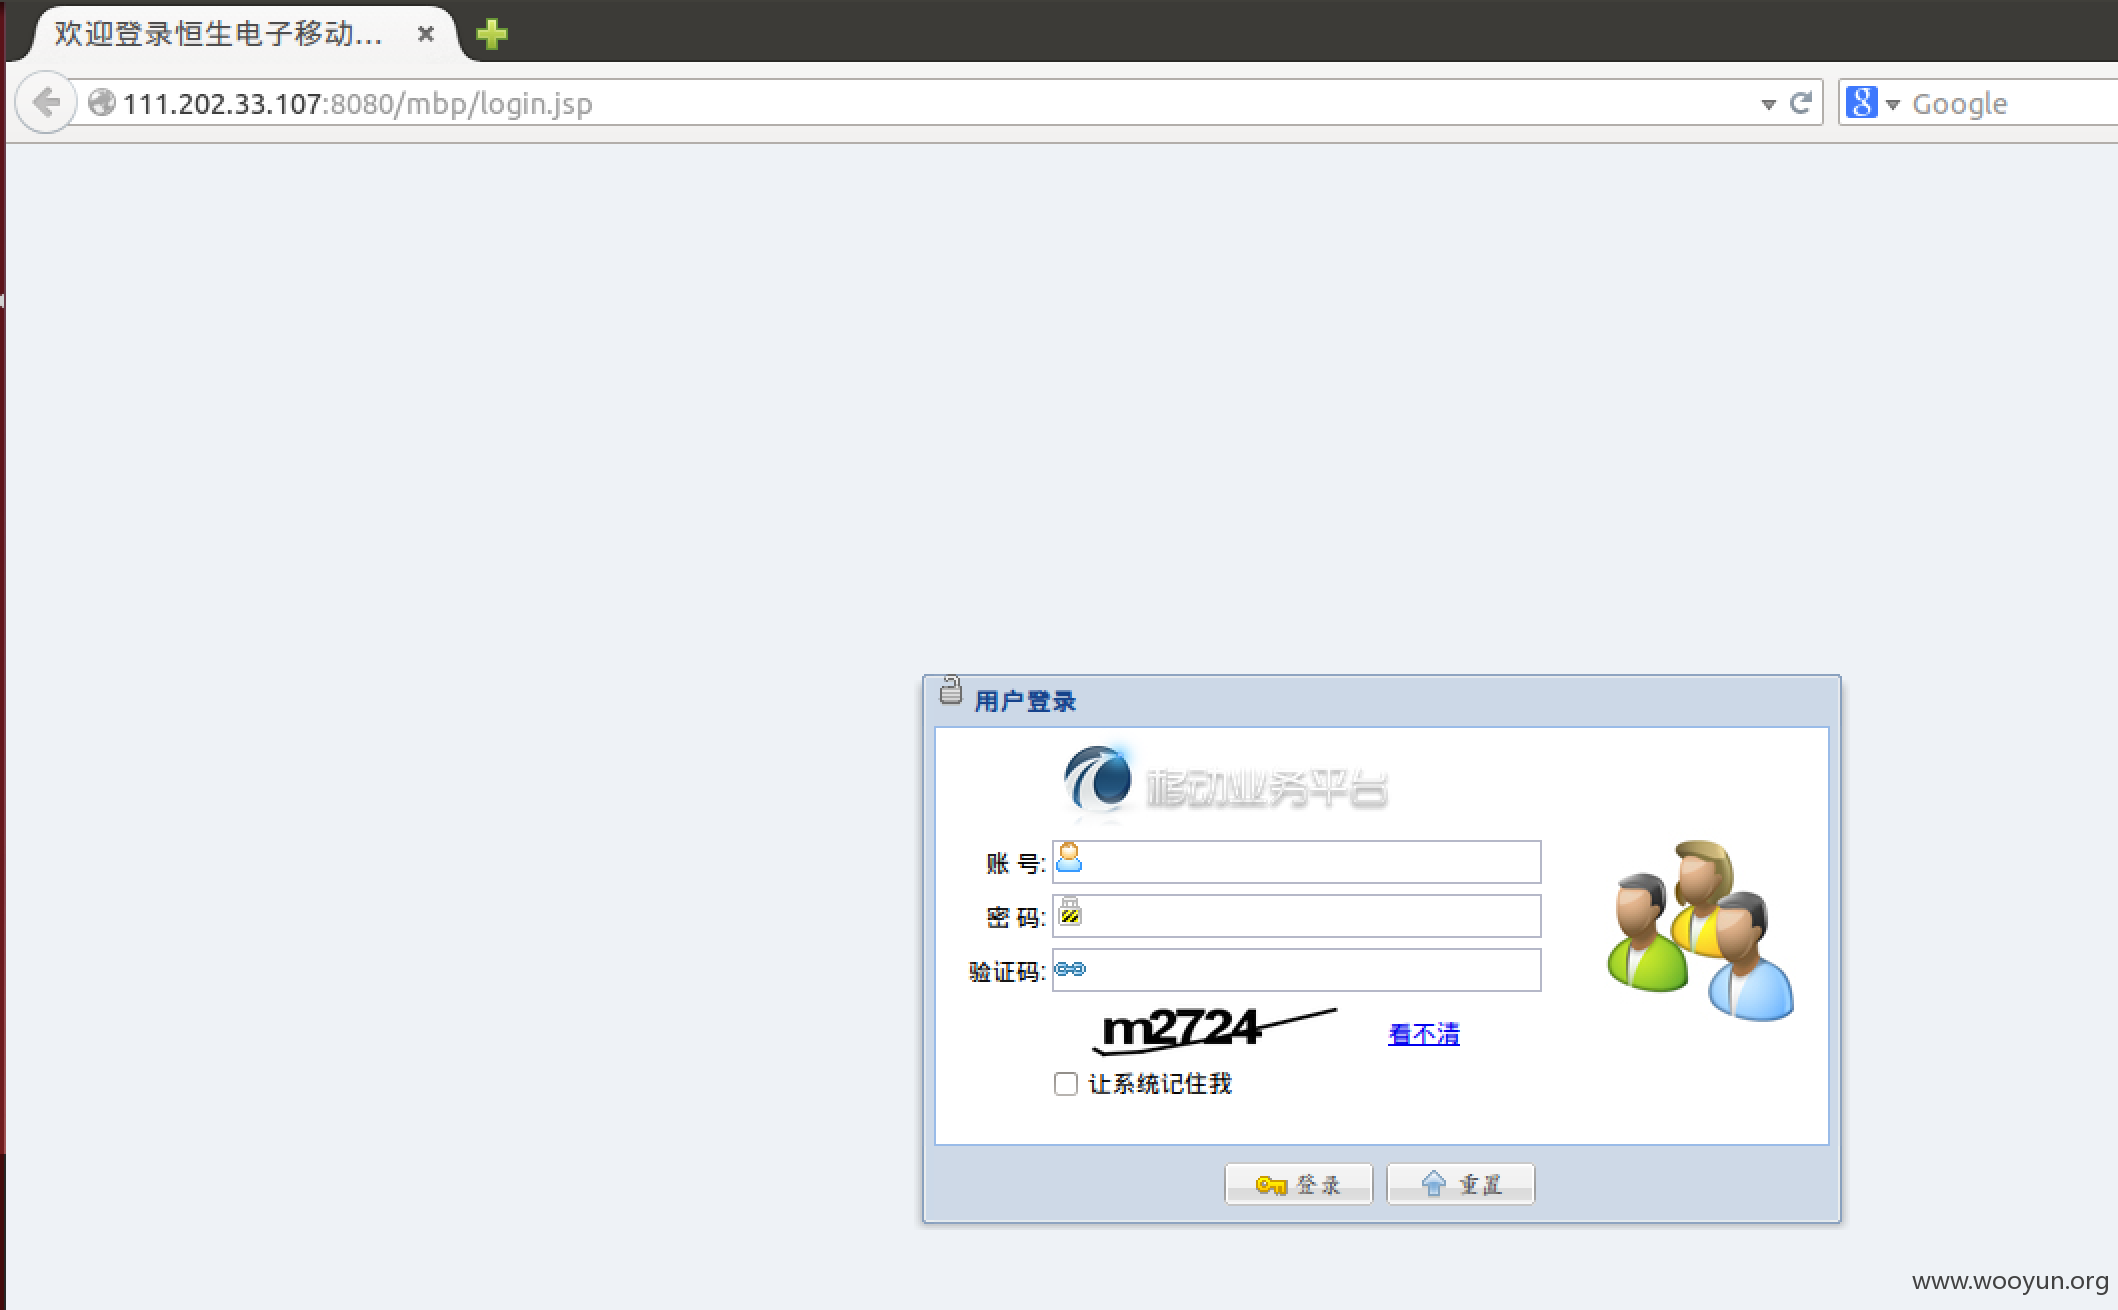 欢迎登录恒生电子移动...
111.202.33.107:8080/mbp/login.jsp
Google
用户登录
移动业务平台
账 号:
密 码:
验证码:
m2724
看不清
让系统记住我
登录
重置
www.wooyun.org